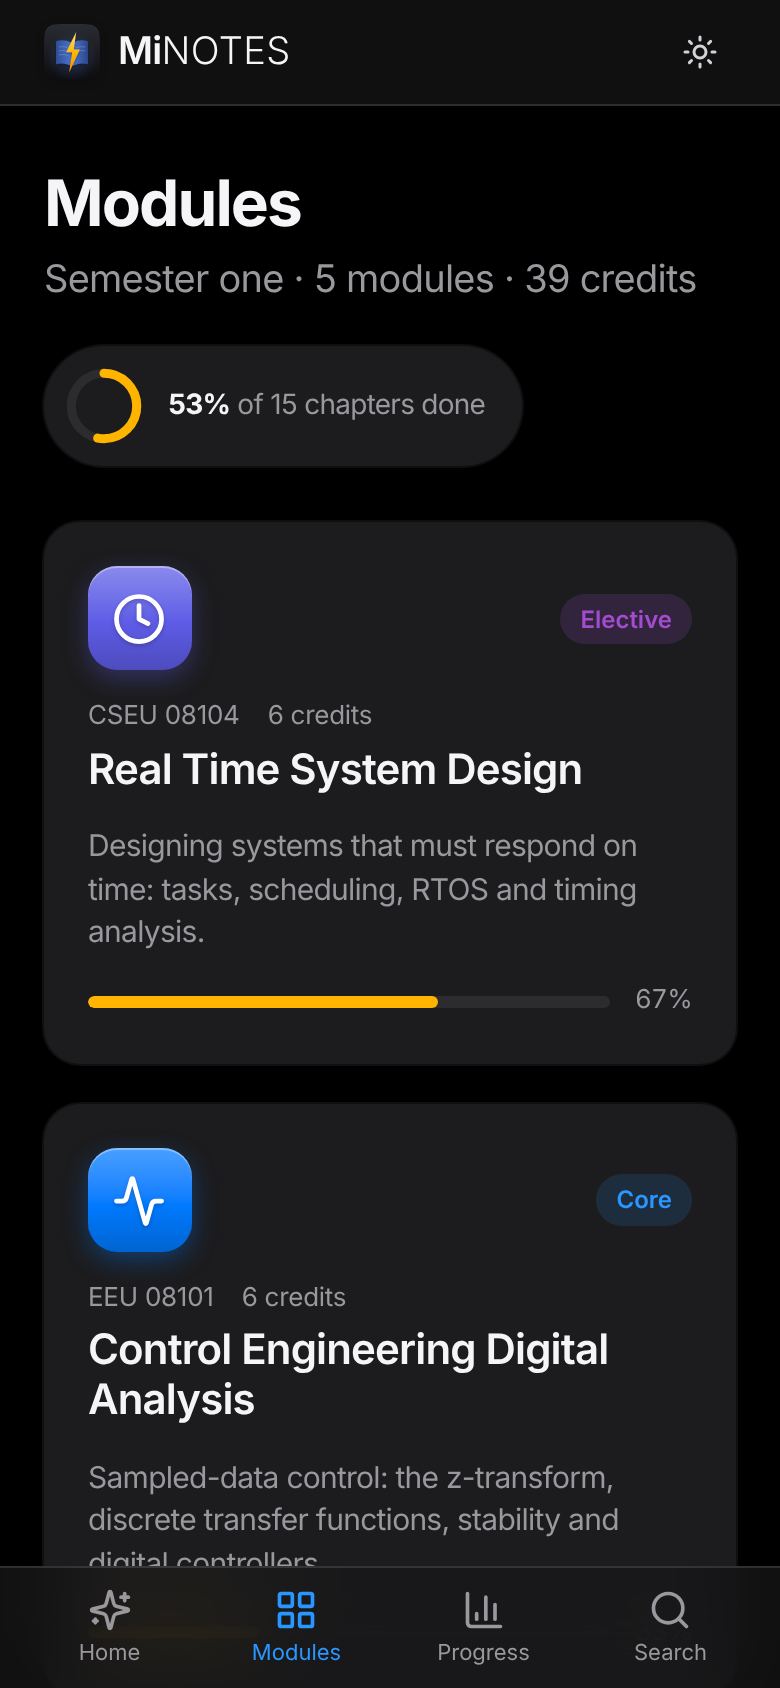 MiNOTES
Modules
Semester one · 5 modules · 39 credits
53% of 15 chapters done
Elective
CSEU 08104 6 credits
Real Time System Design
Designing systems that must respond on
time: tasks, scheduling, RTOS and timing
analysis.
67%
Core
EEU 08101 6 credits
Control Engineering Digital
Analysis
Sampled-data control: the z-transform,
discrete transfer functions, stability and
digital controllers.
Home Modules Progress Search